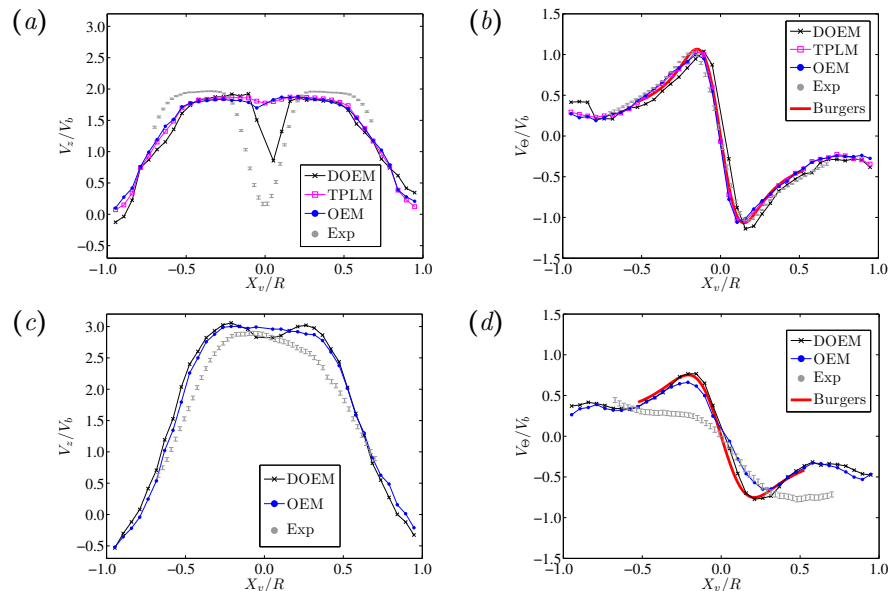 (a)
3.0
2.5
2.0
1.5
1.0
0.5
0.0
−0.5
−1.0
−0.5
0.0
0.5
1.0
V_z/V_b
X_v/R
DOEM
TPLM
OEM
Exp
(b)
1.5
1.0
0.5
0.0
−0.5
−1.0
−1.5
−1.0
−0.5
0.0
0.5
1.0
V_Θ/V_b
X_v/R
DOEM
TPLM
OEM
Exp
Burgers
(c)
3.0
2.5
2.0
1.5
1.0
0.5
0.0
−0.5
−1.0
−0.5
0.0
0.5
1.0
V_z/V_b
X_v/R
DOEM
OEM
Exp
(d)
1.5
1.0
0.5
0.0
−0.5
−1.0
−1.5
−1.0
−0.5
0.0
0.5
1.0
V_Θ/V_b
X_v/R
DOEM
OEM
Exp
Burgers